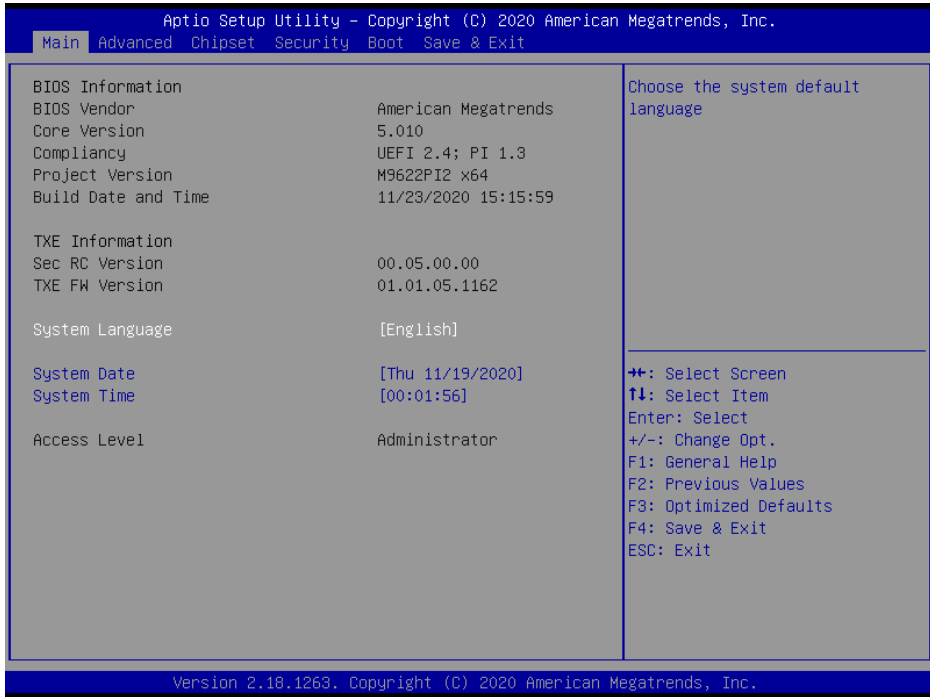 Aptio Setup Utility – Copyright (C) 2020 American Megatrends, Inc.
Main Advanced Chipset Security Boot Save & Exit
BIOS Information
BIOS Vendor American Megatrends
Core Version 5.010
Compliancy UEFI 2.4; PI 1.3
Project Version M9622PI2 x64
Build Date and Time 11/23/2020 15:15:59
TXE Information
Sec RC Version 00.05.00.00
TXE FW Version 01.01.05.1162
System Language [English]
System Date [Thu 11/19/2020]
System Time [00:01:56]
Access Level Administrator
Choose the system default
language
→←: Select Screen
↑↓: Select Item
Enter: Select
+/-: Change Opt.
F1: General Help
F2: Previous Values
F3: Optimized Defaults
F4: Save & Exit
ESC: Exit
Version 2.18.1263. Copyright (C) 2020 American Megatrends, Inc.